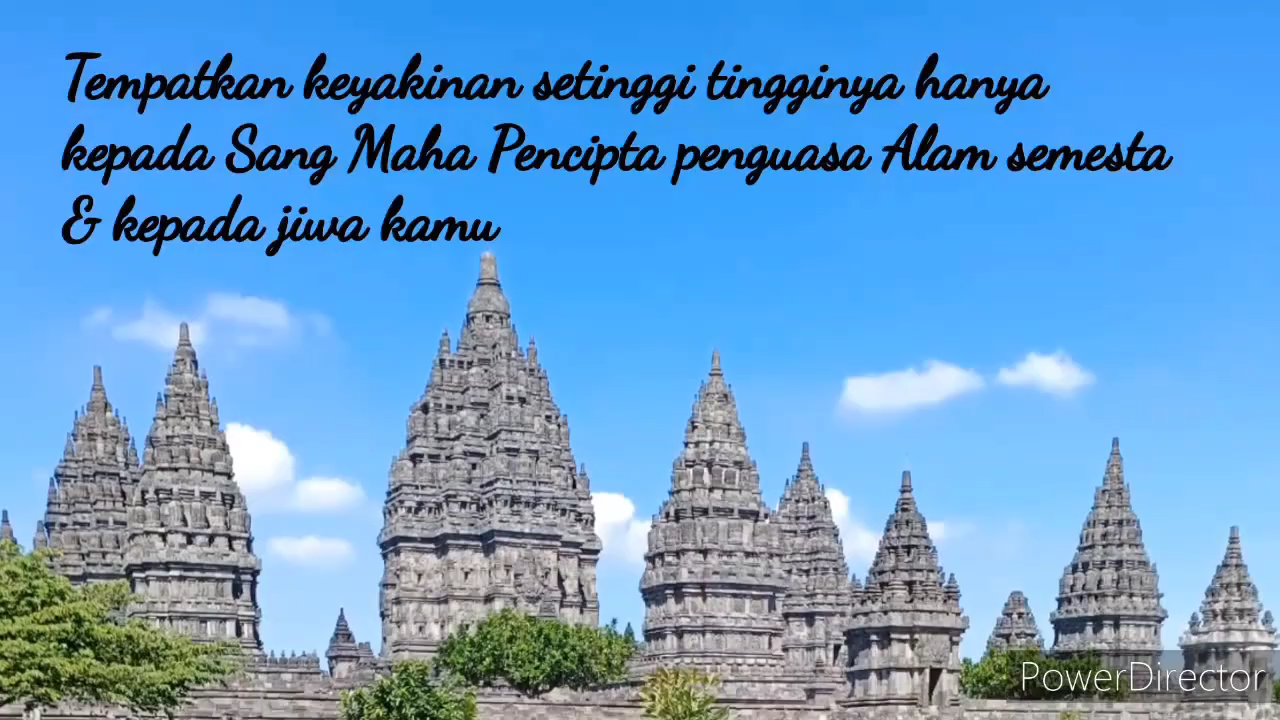 Tempatkan keyakinan setinggi tingginya hanya
kepada Sang Maha Pencipta penguasa Alam semesta
& kepada jiwa kamu
PowerDirector